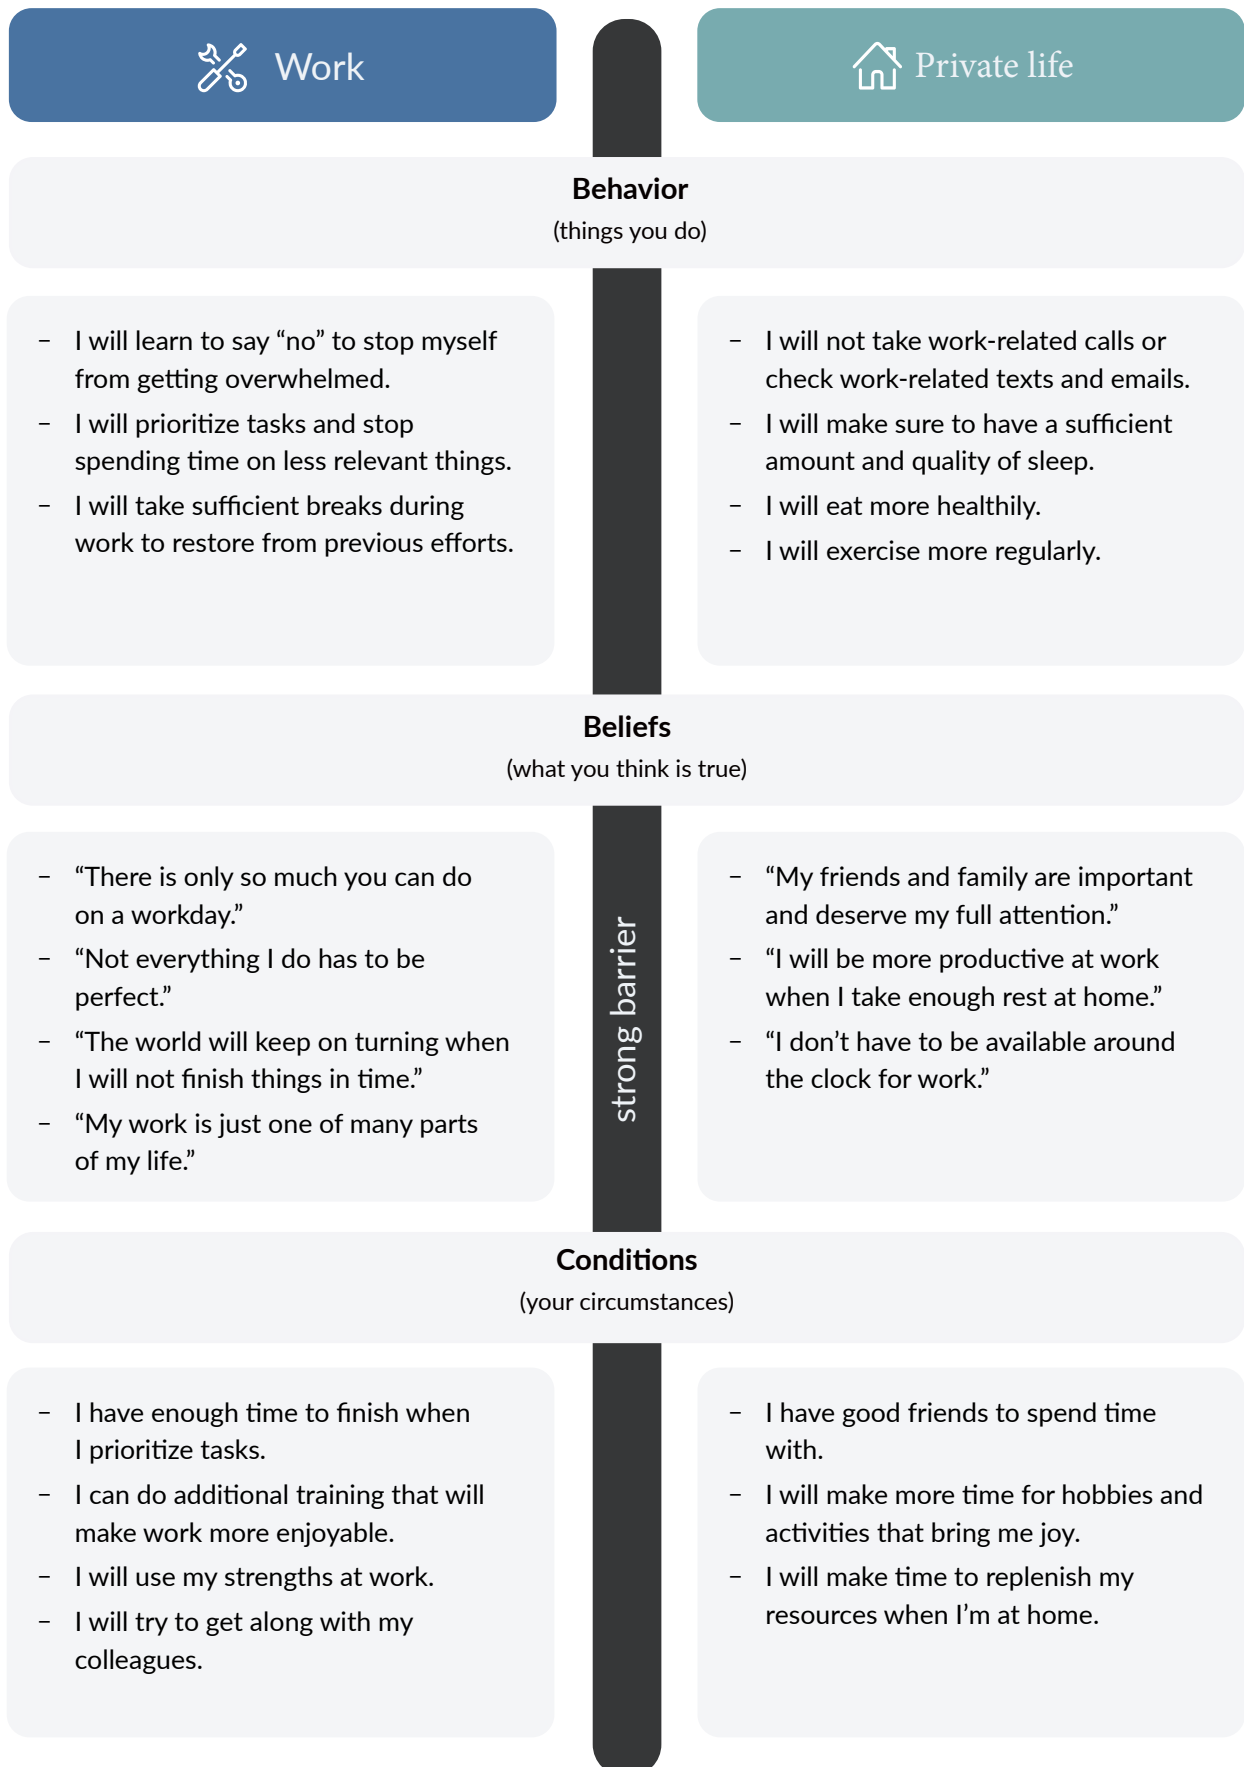 Work
Private life
Behavior
(things you do)
– I will learn to say “no” to stop myself
from getting overwhelmed.
– I will prioritize tasks and stop
spending time on less relevant things.
– I will take sufficient breaks during
work to restore from previous efforts.
– I will not take work-related calls or
check work-related texts and emails.
– I will make sure to have a sufficient
amount and quality of sleep.
– I will eat more healthily.
– I will exercise more regularly.
Beliefs
(what you think is true)
– “There is only so much you can do
on a workday.”
– “Not everything I do has to be
perfect.”
– “The world will keep on turning when
I will not finish things in time.”
– “My work is just one of many parts
of my life.”
strong barrier
– “My friends and family are important
and deserve my full attention.”
– “I will be more productive at work
when I take enough rest at home.”
– “I don’t have to be available around
the clock for work.”
Conditions
(your circumstances)
– I have enough time to finish when
I prioritize tasks.
– I can do additional training that will
make work more enjoyable.
– I will use my strengths at work.
– I will try to get along with my
colleagues.
– I have good friends to spend time
with.
– I will make more time for hobbies and
activities that bring me joy.
– I will make time to replenish my
resources when I’m at home.